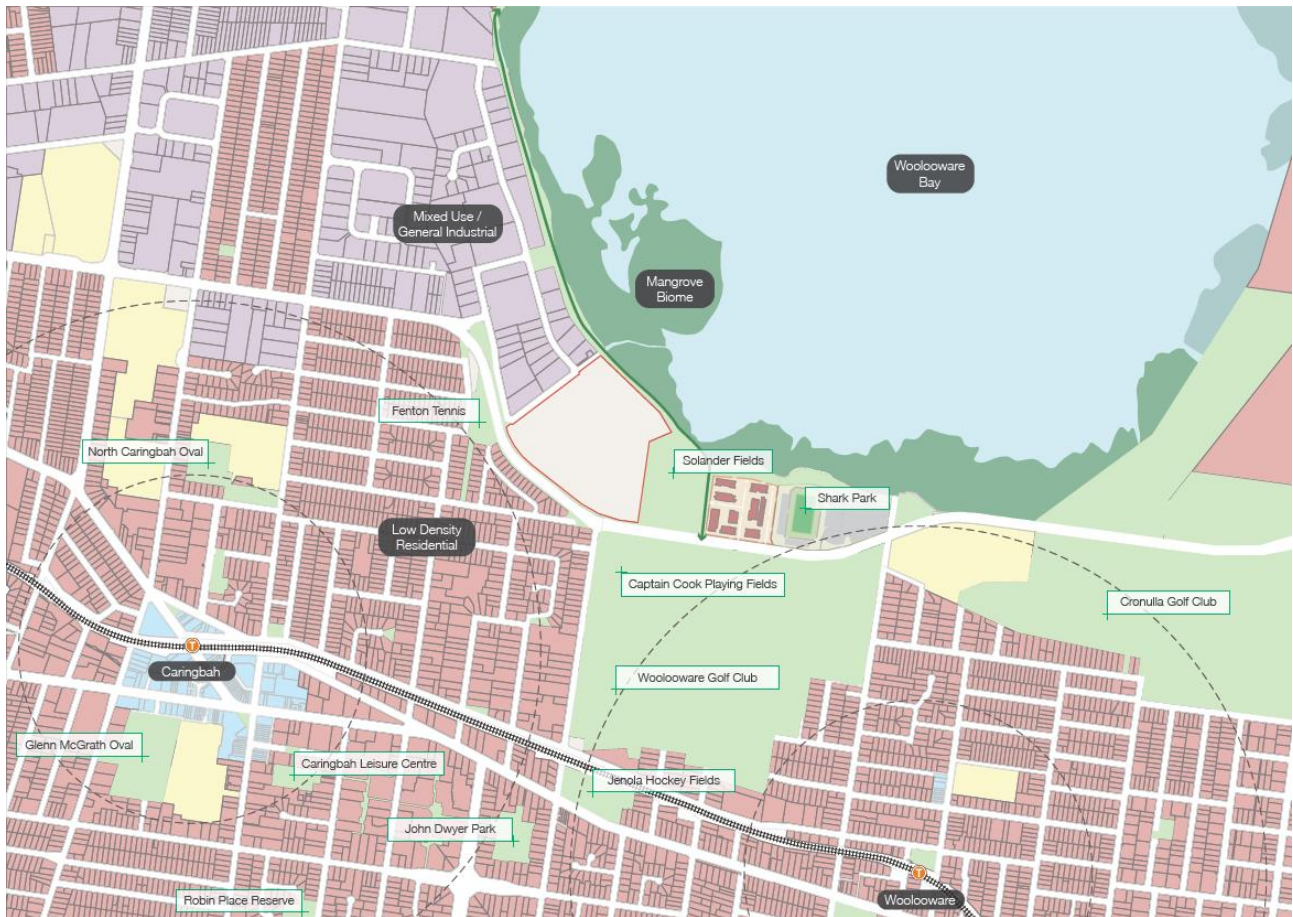 Woolooware
Bay
Mixed Use /
General Industrial
Mangrove
Biome
Fenton Tennis
North Caringbah Oval
Solander Fields
Shark Park
Low Density
Residential
Captain Cook Playing Fields
Cronulla Golf Club
T
Caringbah
Woolooware Golf Club
Glenn McGrath Oval
Caringbah Leisure Centre
Jenola Hockey Fields
John Dwyer Park
T
Robin Place Reserve
Woolooware